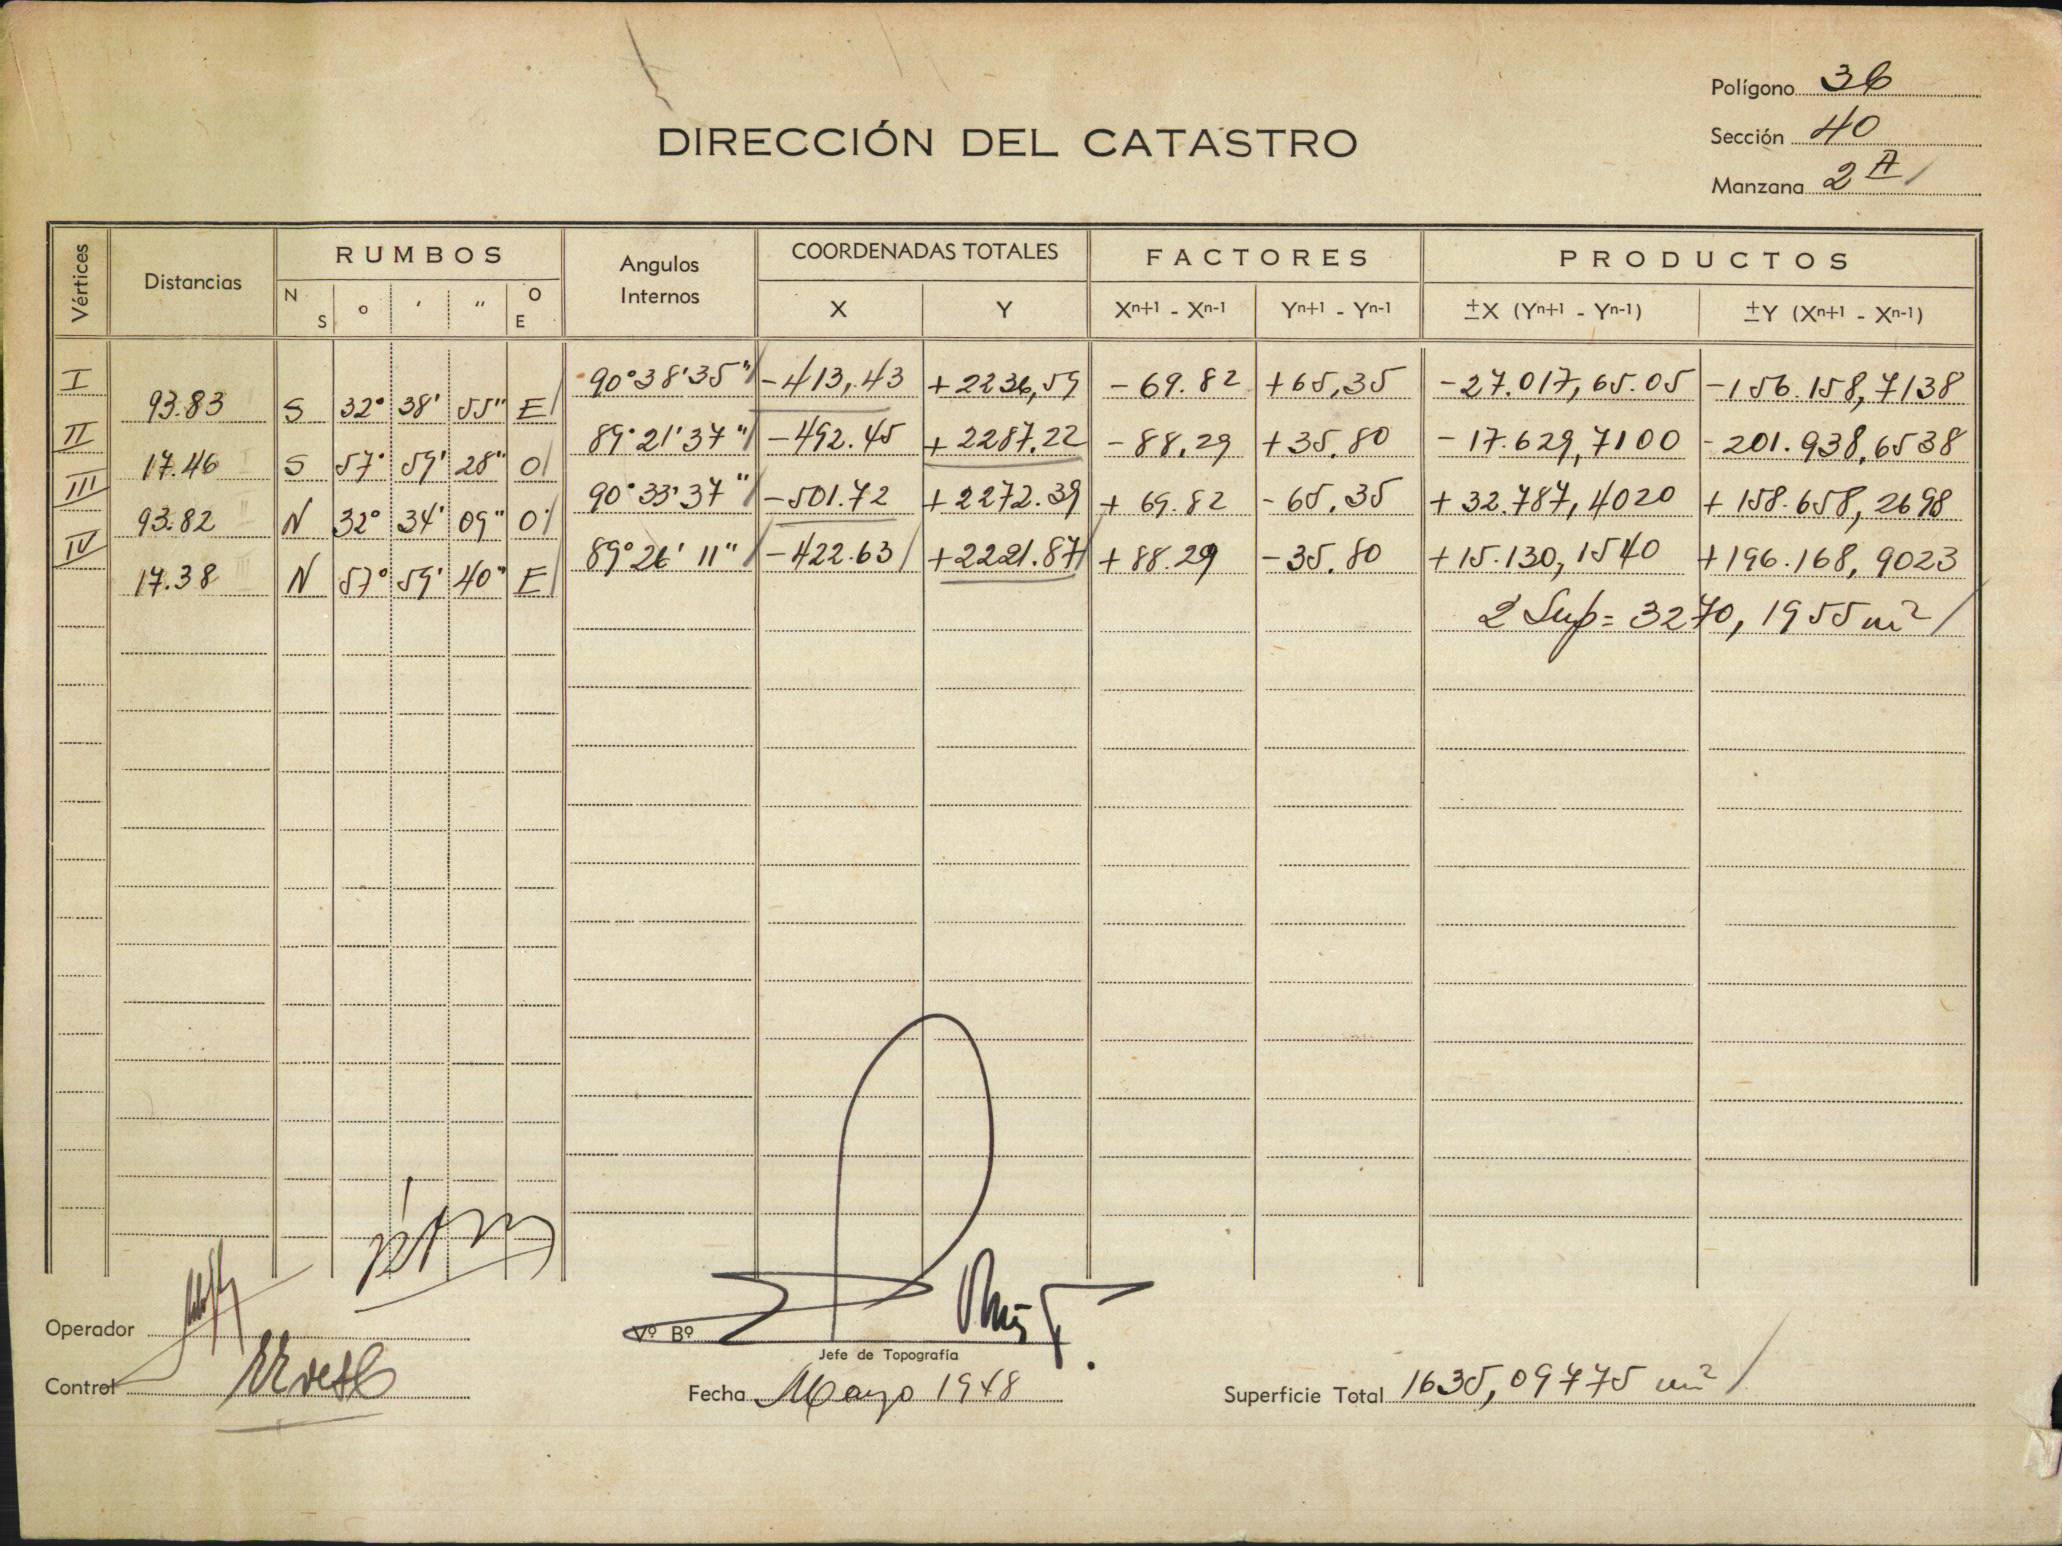 Polígono 36
DIRECCIÓN DEL CATASTRO
Sección 40
Manzana 2 A
Vértices Distancias RUMBOS Angulos Internos COORDENADAS TOTALES FACTORES PRODUCTOS
N S o ' " O E X Y Xn+1 - Xn-1 Yn+1 - Yn-1 ±X (Yn+1 - Yn-1) ±Y (Xn+1 - Xn-1)
I 90°38'35" -413,43 +2236,59 -69.82 +65,35 -27.017,65.05 -156.158,7138
93.83 S 32° 38' 55" E
II 89°21'37" -492.45 +2287.22 -88,29 +35.80 -17.629,7100 -201.938,6538
17.46 S 57° 59' 28" O
III 90°33'37" -501.72 +2272.39 +69.82 -65,35 +32.787,4020 +158.658,2698
93.82 N 32° 34' 09" O
IV 89°26'11" -422.63 +2221.87 +88.29 -35.80 +15.130,1540 +196.168,9023
17.38 N 57° 59' 40" E
2 Sup = 3270,1955 m²
Operador
Vº Bº
Jefe de Topografía
Control
Fecha Mayo 1948
Superficie Total 1635,09775 m²